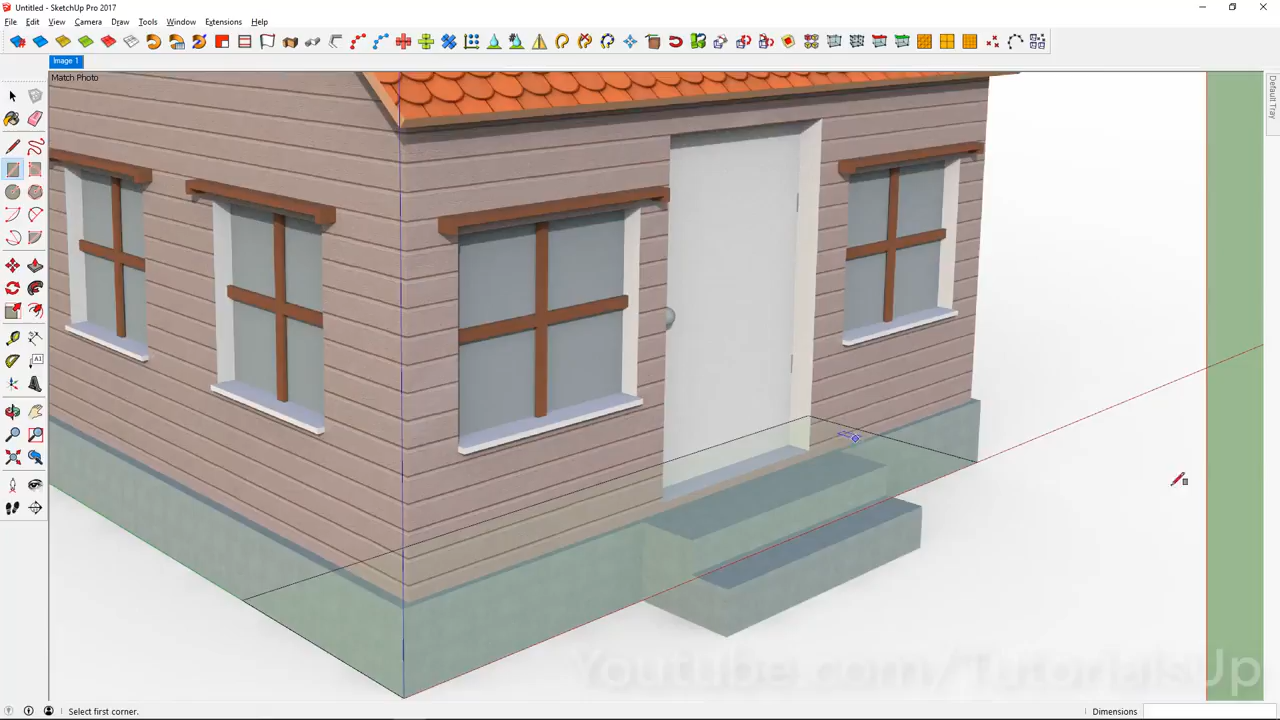 Untitled - SketchUp Pro 2017
File Edit View Camera Draw Tools Window Extensions Help
Image 1
Match Photo
Default Tray
Youtube.com/TutorialsUp
Select first corner.
Dimensions